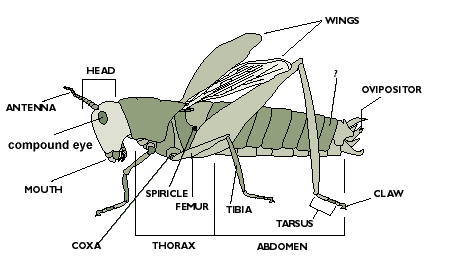 WINGS
HEAD
?
OVIPOSITOR
ANTENNA
compound eye
MOUTH
SPIRICLE
CLAW
FEMUR
TIBIA
TARSUS
COXA
THORAX
ABDOMEN